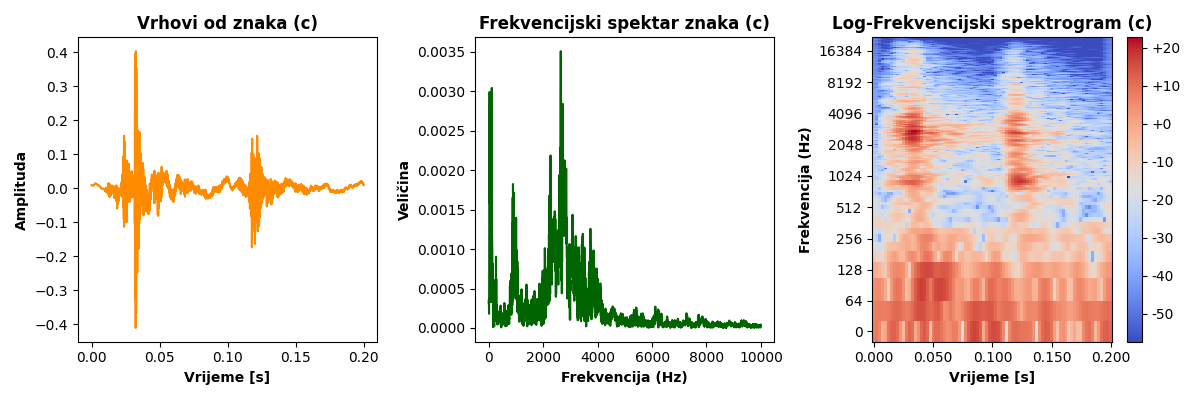 Vrhovi od znaka (c)
0.4
0.3
0.2
0.1
0.0
−0.1
−0.2
−0.3
−0.4
Amplituda
0.00 0.05 0.10 0.15 0.20
Vrijeme [s]
Frekvencijski spektar znaka (c)
0.0035
0.0030
0.0025
0.0020
0.0015
0.0010
0.0005
0.0000
Veličina
0 2000 4000 6000 8000 10000
Frekvencija (Hz)
Log-Frekvencijski spektrogram (c)
16384
8192
4096
2048
1024
512
256
128
64
0
Frekvencija (Hz)
0.000 0.050 0.100 0.150 0.200
Vrijeme [s]
+20
+10
+0
-10
-20
-30
-40
-50